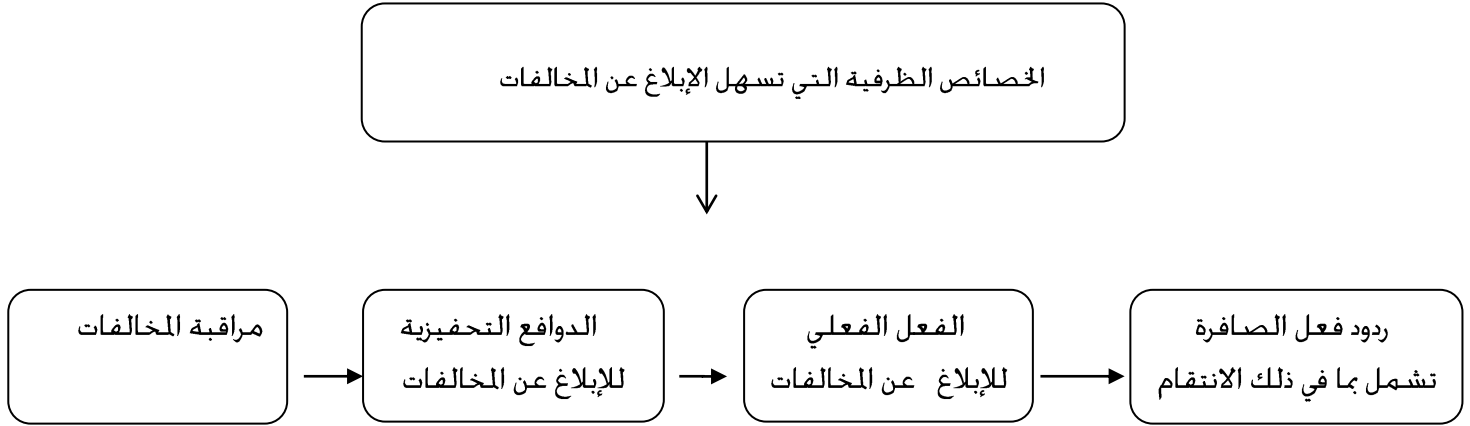 الخصائص الظرفية التي تسهل الإبلاغ عن المخالفات
مراقبة المخالفات
الدوافع التحفيزية
للإبلاغ عن المخالفات
الفعل الفعلي
للإبلاغ عن المخالفات
ردود فعل الصافرة
تشمل بما في ذلك الانتقام